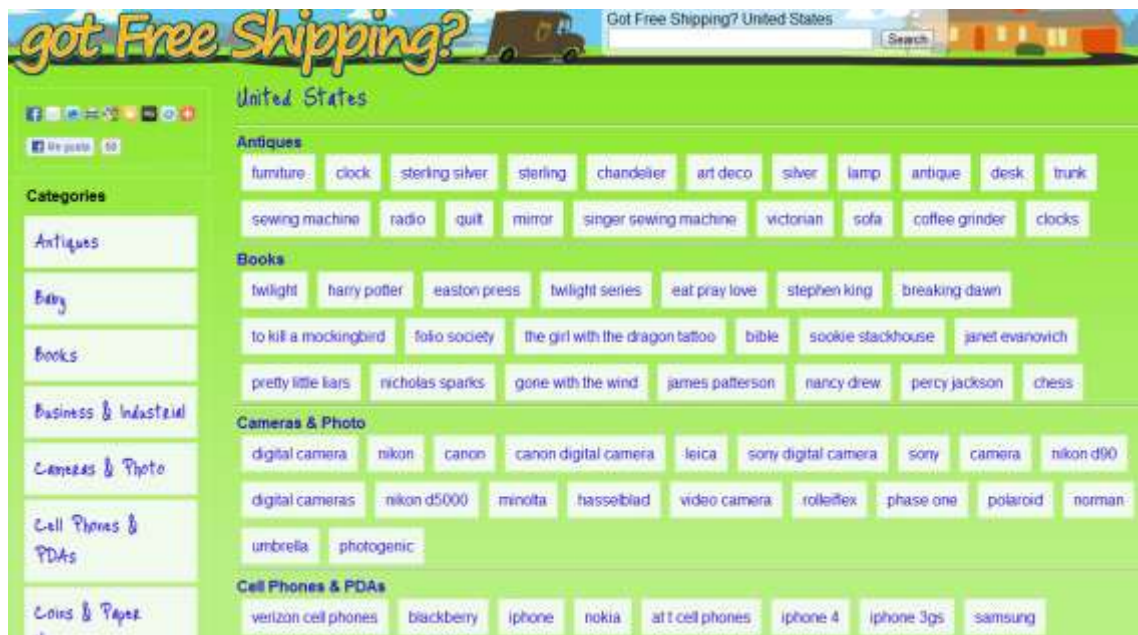 got Free Shipping?
Got Free Shipping? United States
Search
United States
Categories
Antiques
Baby
Books
Business & Industrial
Cameras & Photo
Cell Phones &
PDAs
Coins & Paper
Antiques
furniture clock sterling silver sterling chandelier art deco silver lamp antique desk trunk
sewing machine radio quilt mirror singer sewing machine victorian sofa coffee grinder clocks
Books
twilight harry potter easton press twilight series eat pray love stephen king breaking dawn
to kill a mockingbird folio society the girl with the dragon tattoo bible sookie stackhouse janet evanovich
pretty little liars nicholas sparks gone with the wind james patterson nancy drew percy jackson chess
Cameras & Photo
digital camera nikon canon canon digital camera leica sony digital camera sony camera nikon d90
digital cameras nikon d5000 minolta hasselblad video camera rolleiflex phase one polaroid norman
umbrella photogenic
Cell Phones & PDAs
verizon cell phones blackberry iphone nokia at t cell phones iphone 4 iphone 3gs samsung